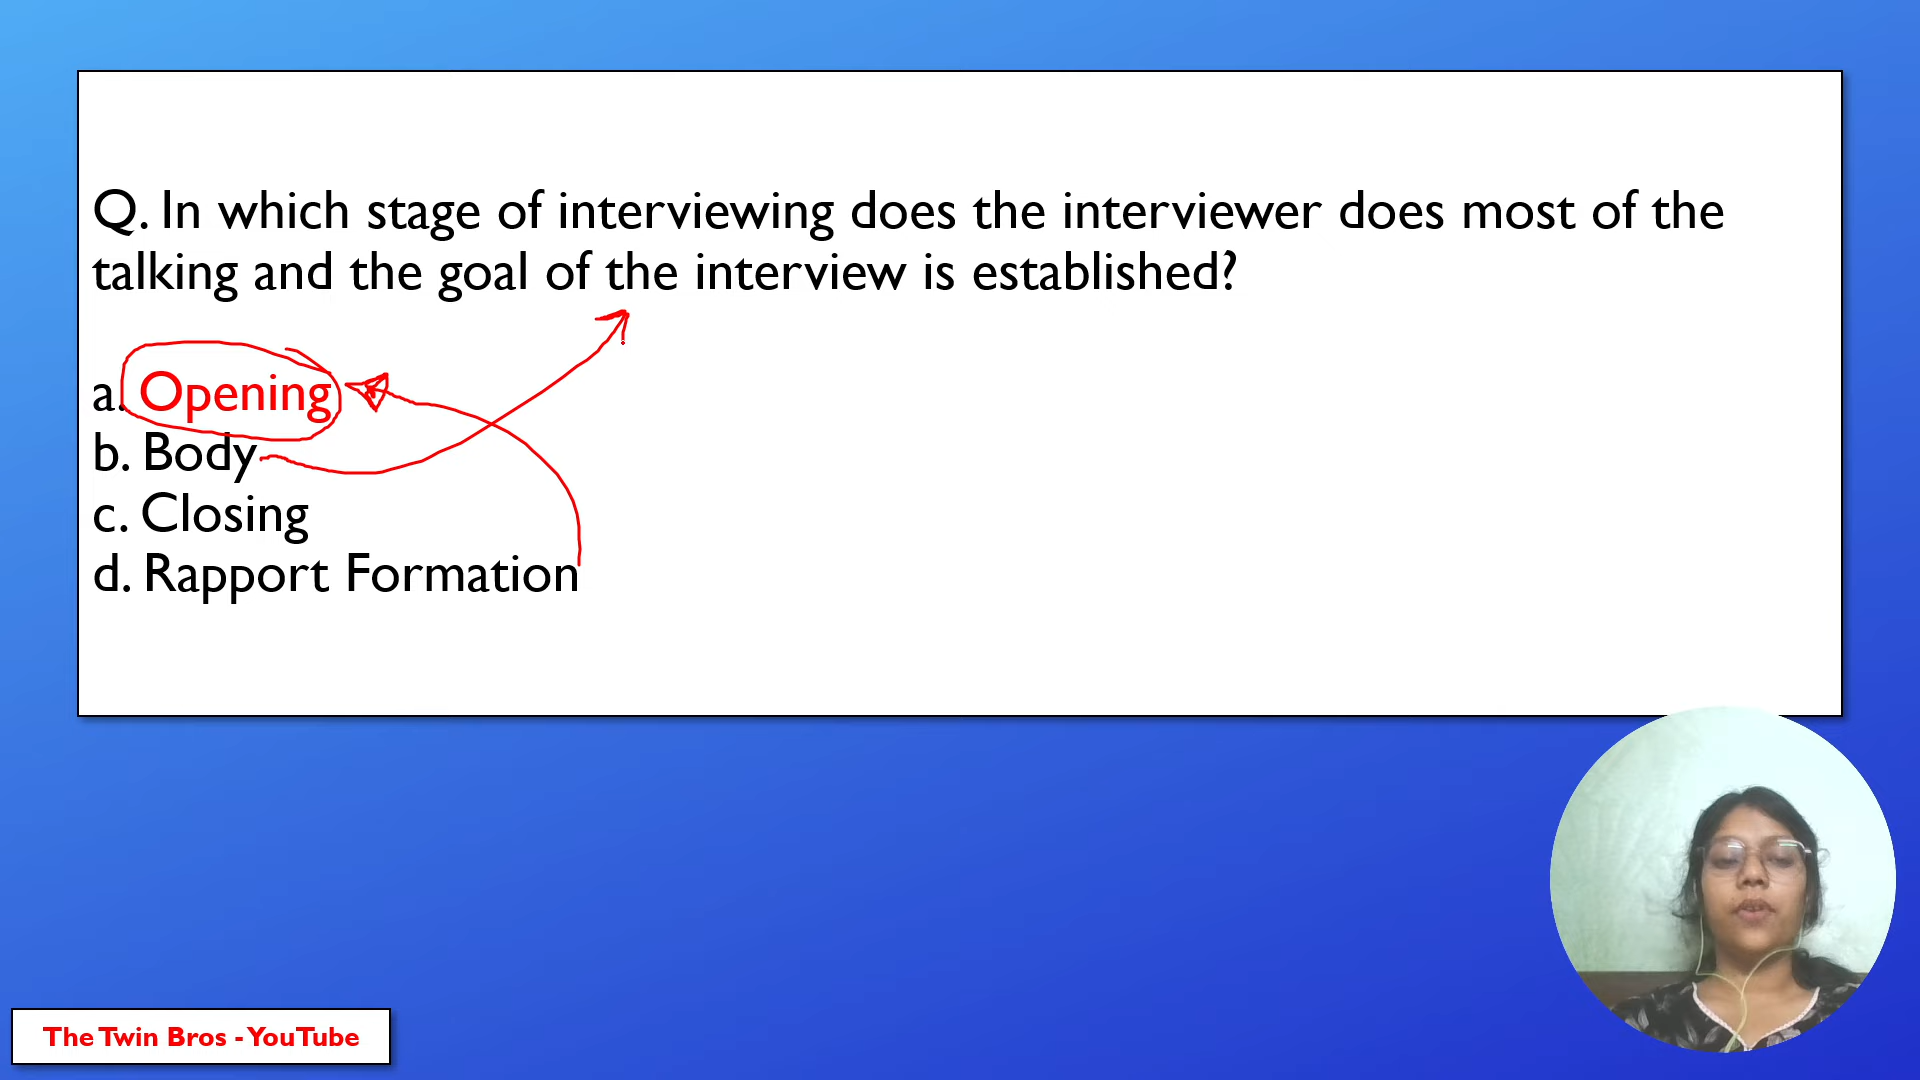 Q. In which stage of interviewing does the interviewer does most of the
talking and the goal of the interview is established?
a. Opening
b. Body
c. Closing
d. Rapport Formation
The Twin Bros - YouTube